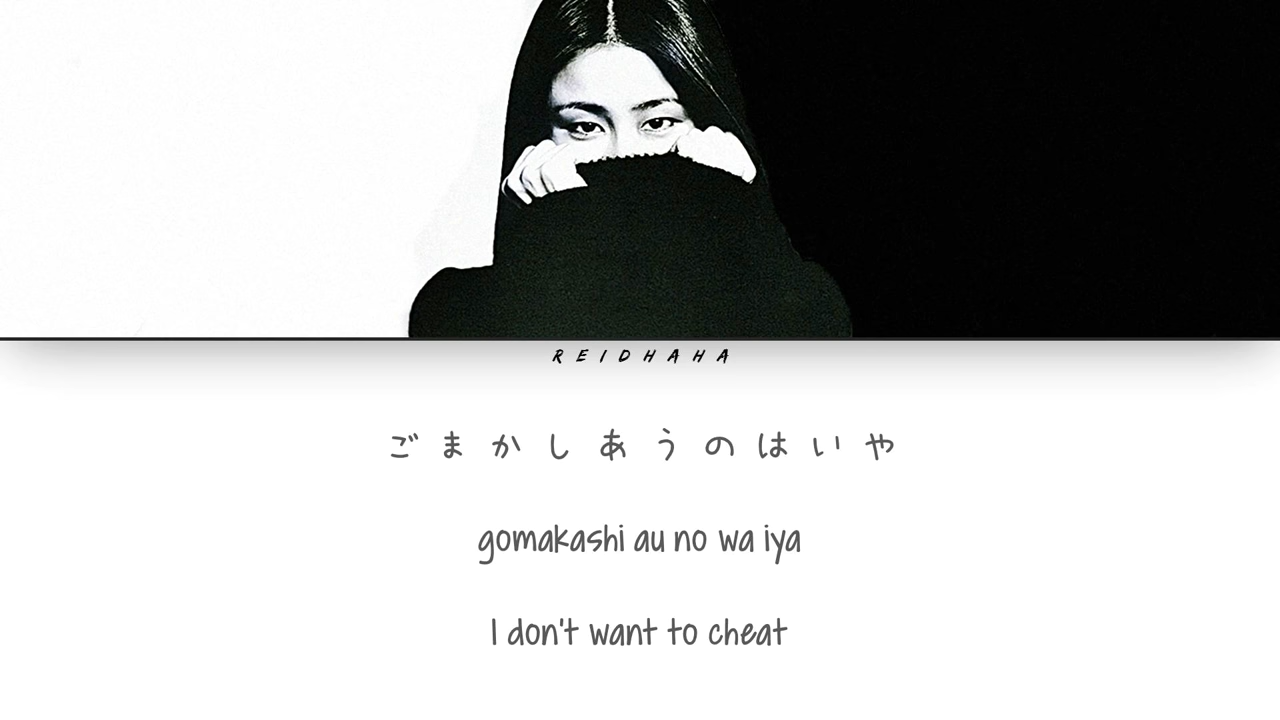 REIDHAHA
ごまかしあうのはいや
gomakashi au no wa iya
I don't want to cheat